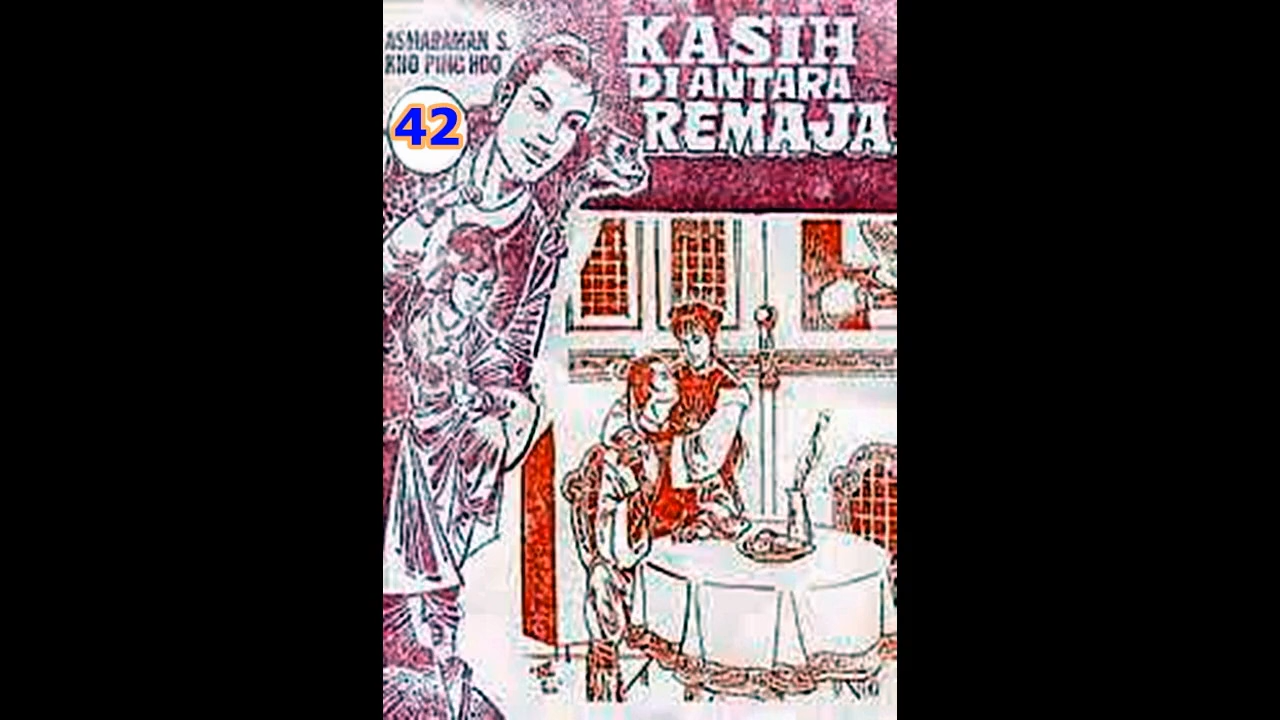 ASMARAMAN S.
KHO PING HOO
42
KASIH
DI ANTARA
REMAJA